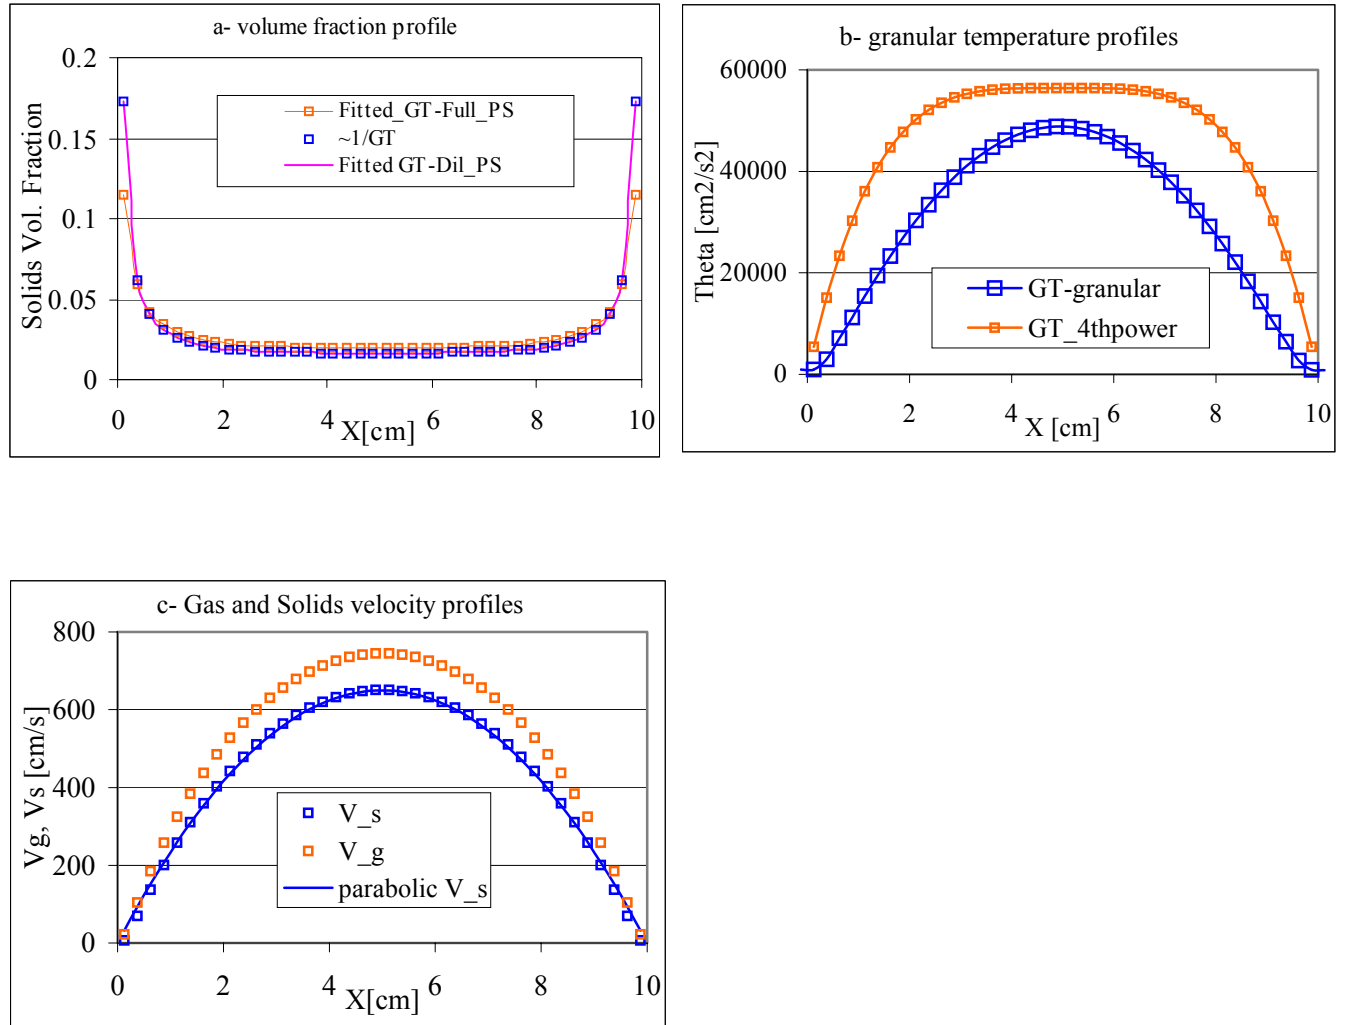 a- volume fraction profile
0.2
0.15
0.1
0.05
0
Solids Vol. Fraction
Fitted_GT-Full_PS
~1/GT
Fitted GT-Dil_PS
0 2 4 6 8 10
X[cm]
b- granular temperature profiles
60000
40000
20000
0
Theta [cm2/s2]
GT-granular
GT_4thpower
0 2 4 6 8 10
X [cm]
c- Gas and Solids velocity profiles
800
600
400
200
0
Vg, Vs [cm/s]
V_s
V_g
parabolic V_s
0 2 4 6 8 10
X[cm]